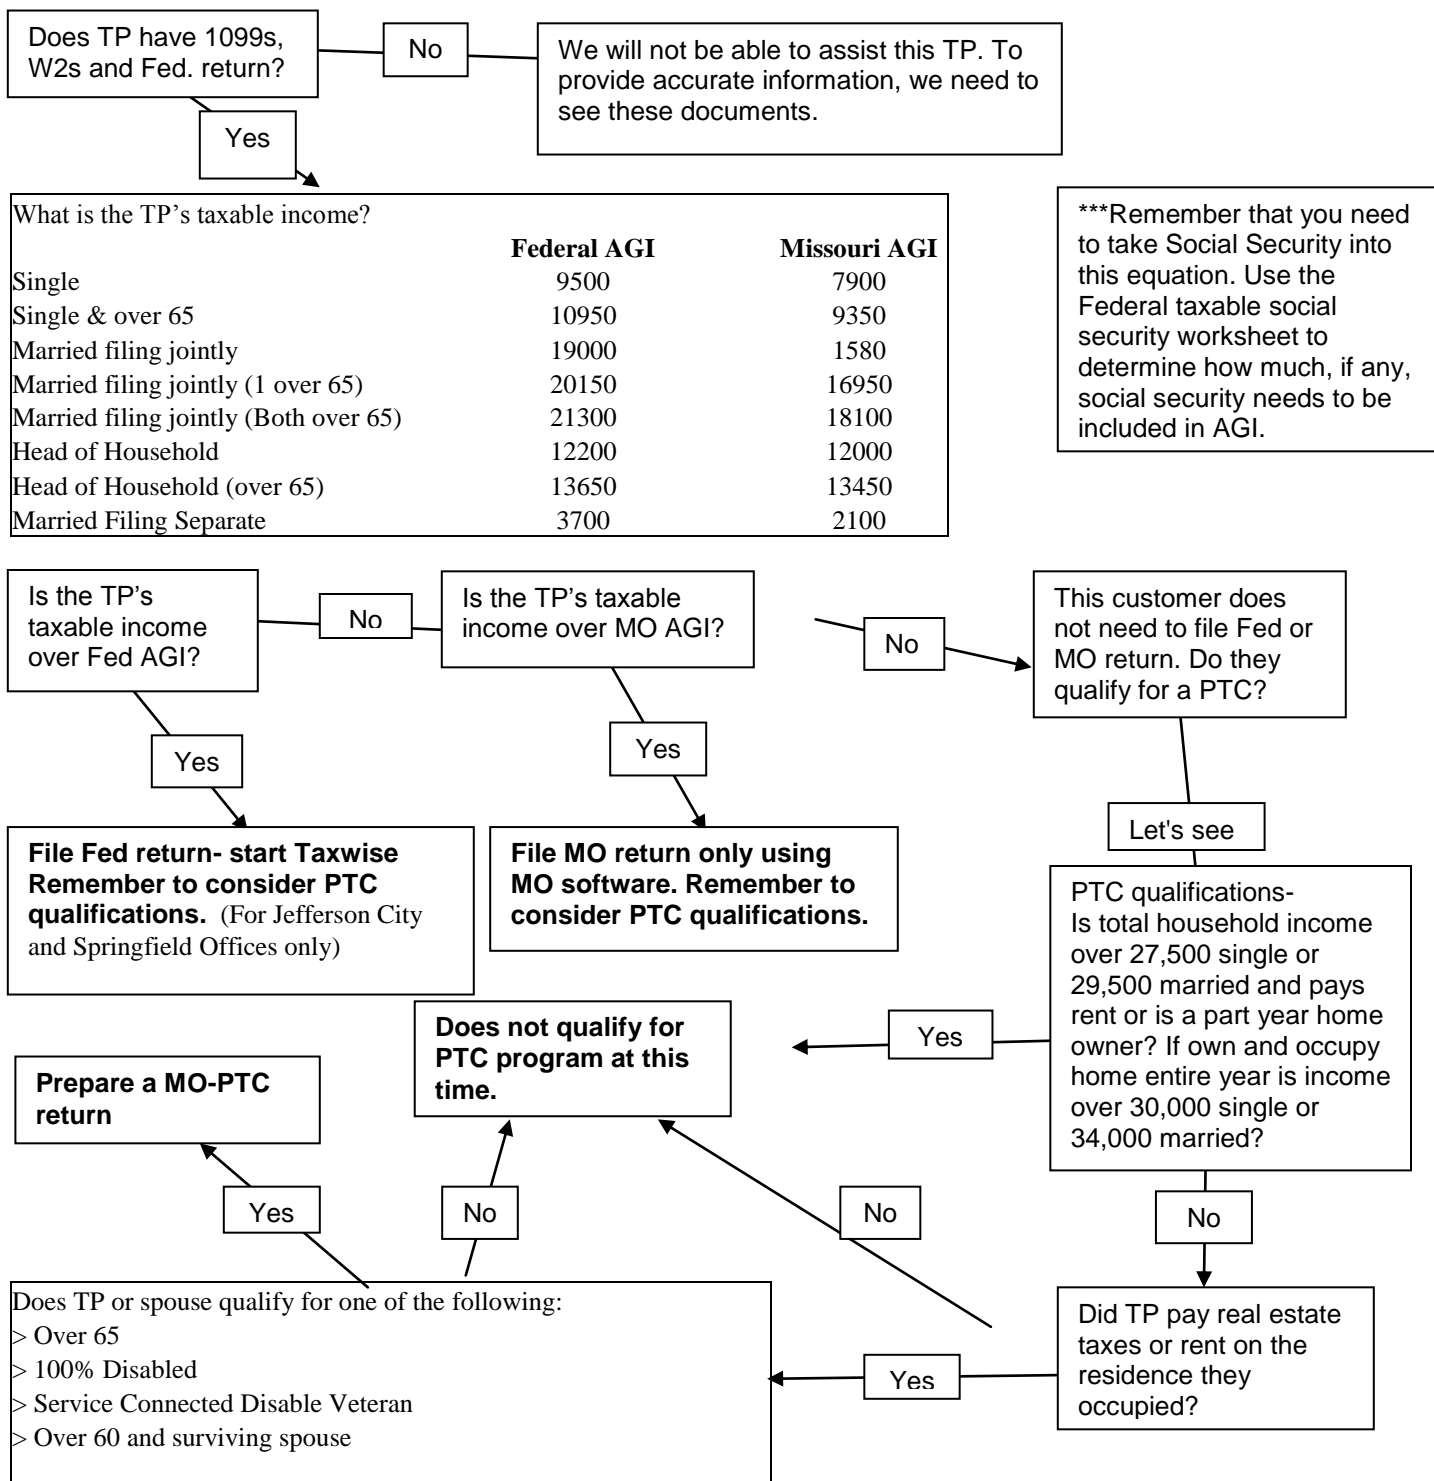 Does TP have 1099s,
W2s and Fed. return?
No
We will not be able to assist this TP. To
provide accurate information, we need to
see these documents.
Yes
What is the TP's taxable income?
Federal AGI Missouri AGI
Single 9500 7900
Single & over 65 10950 9350
Married filing jointly 19000 1580
Married filing jointly (1 over 65) 20150 16950
Married filing jointly (Both over 65) 21300 18100
Head of Household 12200 12000
Head of Household (over 65) 13650 13450
Married Filing Separate 3700 2100
***Remember that you need
to take Social Security into
this equation. Use the
Federal taxable social
security worksheet to
determine how much, if any,
social security needs to be
included in AGI.
Is the TP's
taxable income
over Fed AGI?
No
Is the TP's taxable
income over MO AGI?
No
This customer does
not need to file Fed or
MO return. Do they
qualify for a PTC?
Yes
Yes
Let's see
File Fed return- start Taxwise
Remember to consider PTC
qualifications. (For Jefferson City
and Springfield Offices only)
File MO return only using
MO software. Remember to
consider PTC qualifications.
PTC qualifications-
Is total household income
over 27,500 single or
29,500 married and pays
rent or is a part year home
owner? If own and occupy
home entire year is income
over 30,000 single or
34,000 married?
Yes
Does not qualify for
PTC program at this
time.
Prepare a MO-PTC
return
Yes
No
No
No
Does TP or spouse qualify for one of the following:
> Over 65
> 100% Disabled
> Service Connected Disable Veteran
> Over 60 and surviving spouse
Yes
Did TP pay real estate
taxes or rent on the
residence they
occupied?